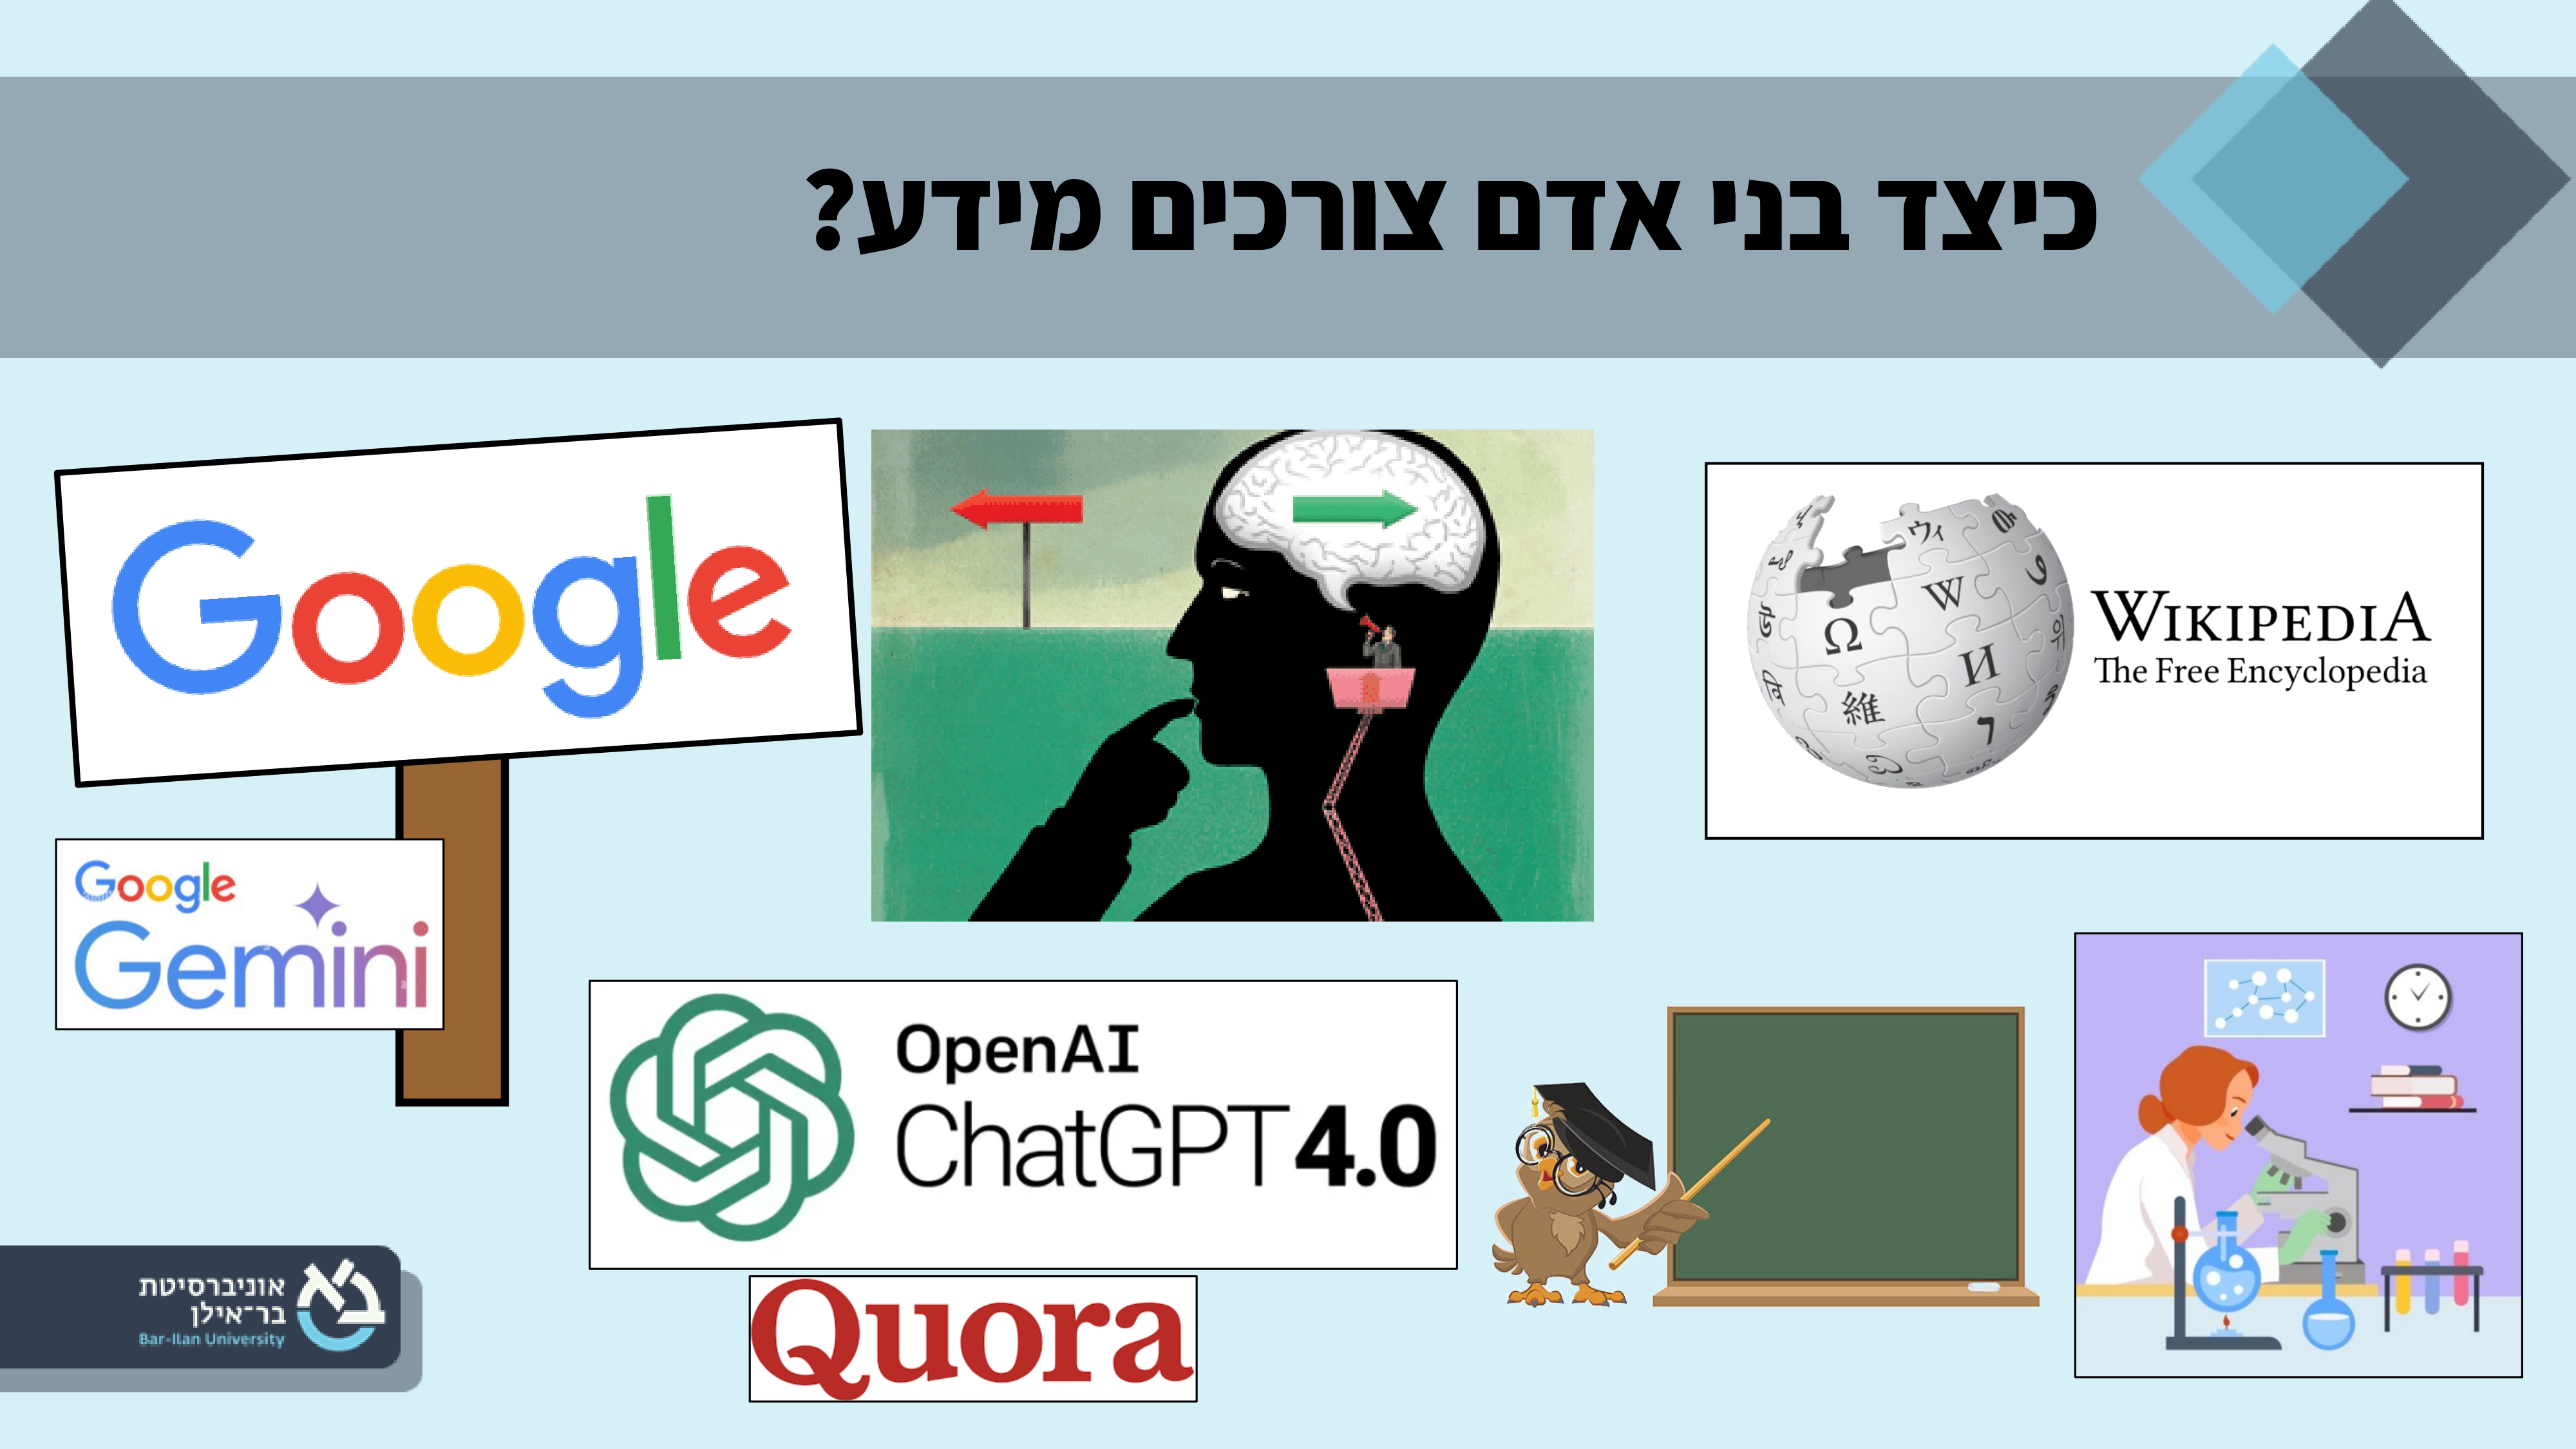 כיצד בני אדם צורכים מידע?
Google
WIKIPEDIA
The Free Encyclopedia
Google
Gemini
OpenAI
ChatGPT 4.0
Quora
אוניברסיטת
בר־אילן
Bar-Ilan University